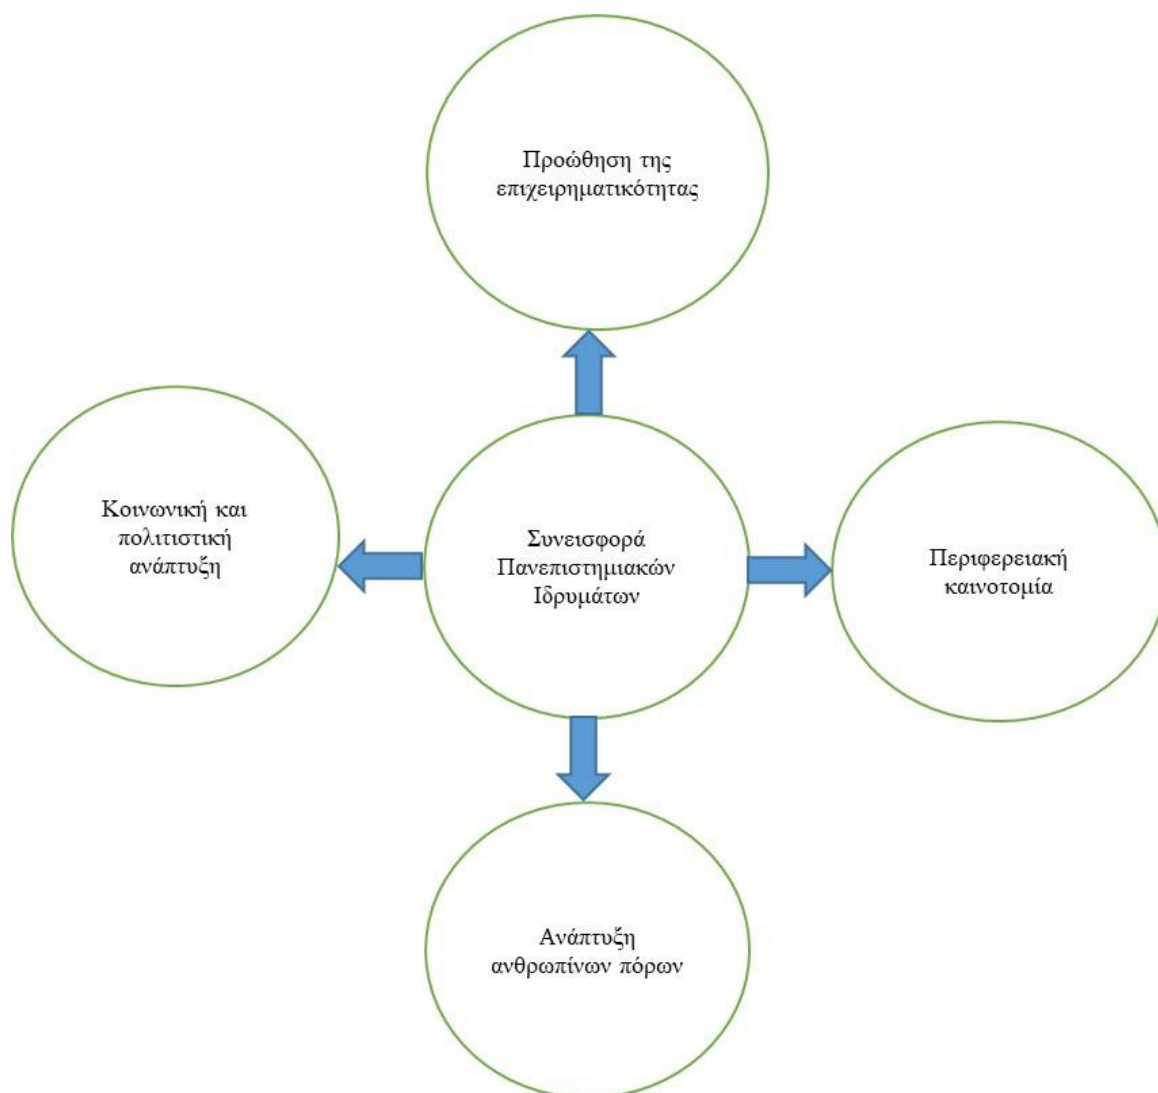 Προώθηση της
επιχειρηματικότητας
Κοινωνική και
πολιτιστική
ανάπτυξη
Συνεισφορά
Πανεπιστημιακών
Ιδρυμάτων
Περιφερειακή
καινοτομία
Ανάπτυξη
ανθρωπίνων πόρων